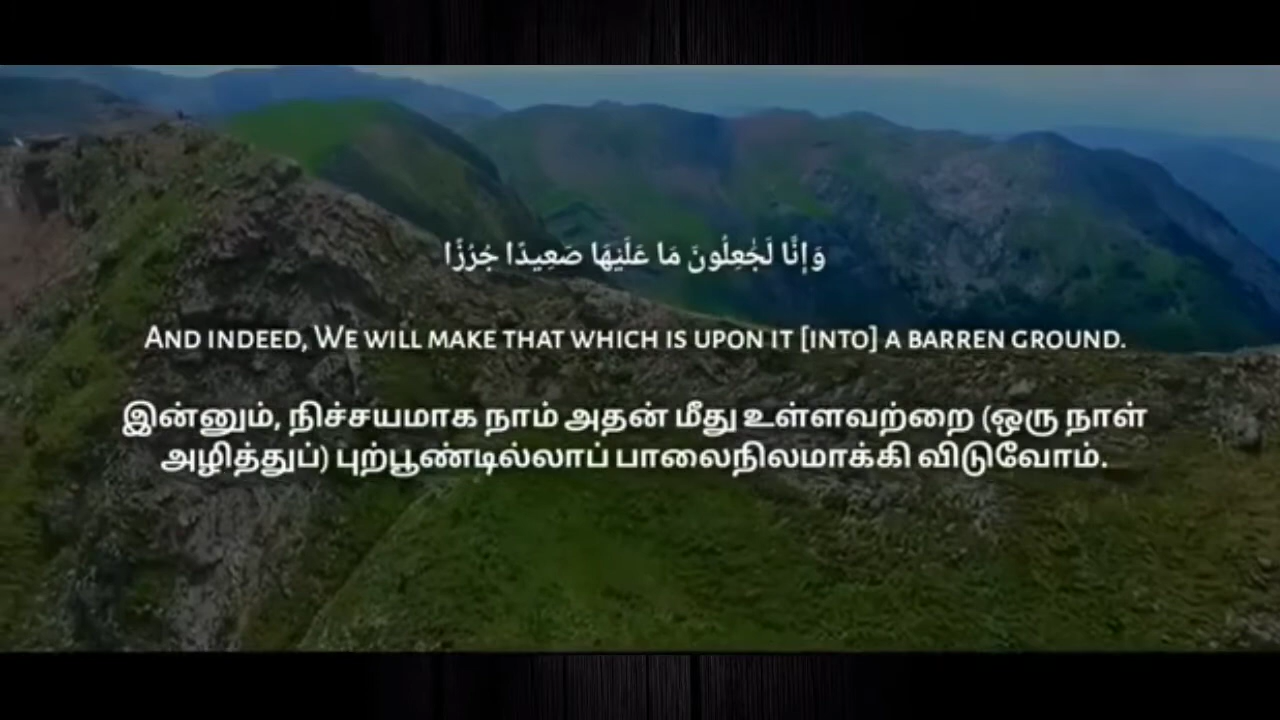 وَإِنَّا لَجَٰعِلُونَ مَا عَلَيْهَا صَعِيدًا جُرُزًا
AND INDEED, WE WILL MAKE THAT WHICH IS UPON IT [INTO] A BARREN GROUND.
இன்னும், நிச்சயமாக நாம் அதன் மீது உள்ளவற்றை (ஒரு நாள்
அழித்துப்) புற்பூண்டில்லாப் பாலைநிலமாக்கி விடுவோம்.